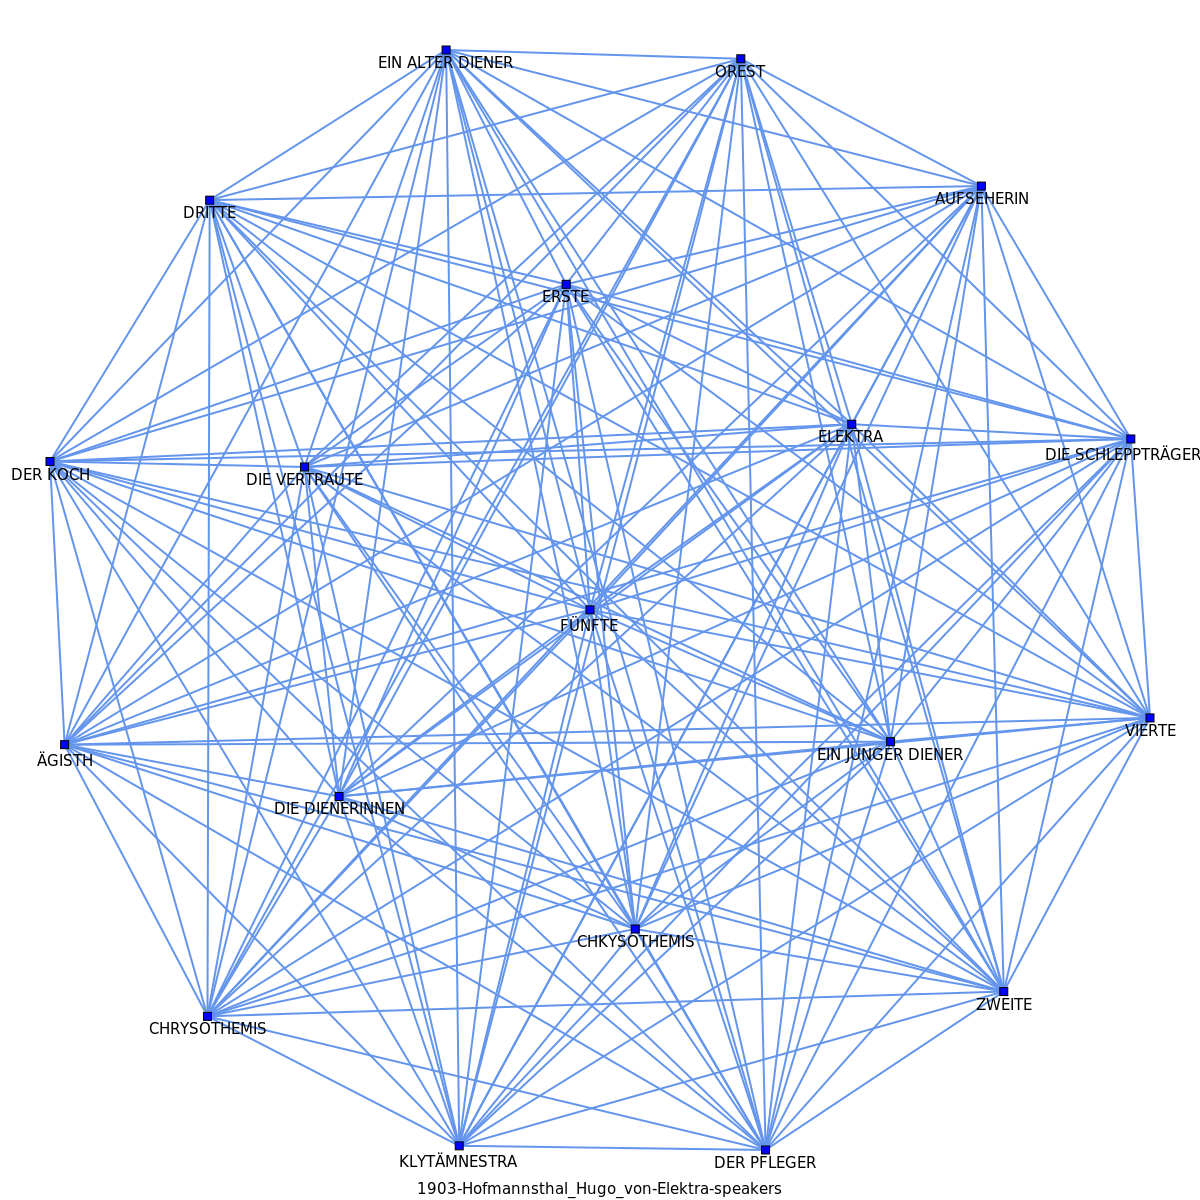 EIN ALTER DIENER
OREST
AUFSEHERIN
DRITTE
ERSTE
ELEKTRA
DIE SCHLEPPTRÄGER
DER KOCH
DIE VERTRAUTE
FÜNFTE
VIERTE
EIN JUNGER DIENER
ÄGISTH
DIE DIENERINNEN
CHKYSOTHEMIS
ZWEITE
CHRYSOTHEMIS
KLYTÄMNESTRA
DER PFLEGER
1903-Hofmannsthal_Hugo_von-Elektra-speakers